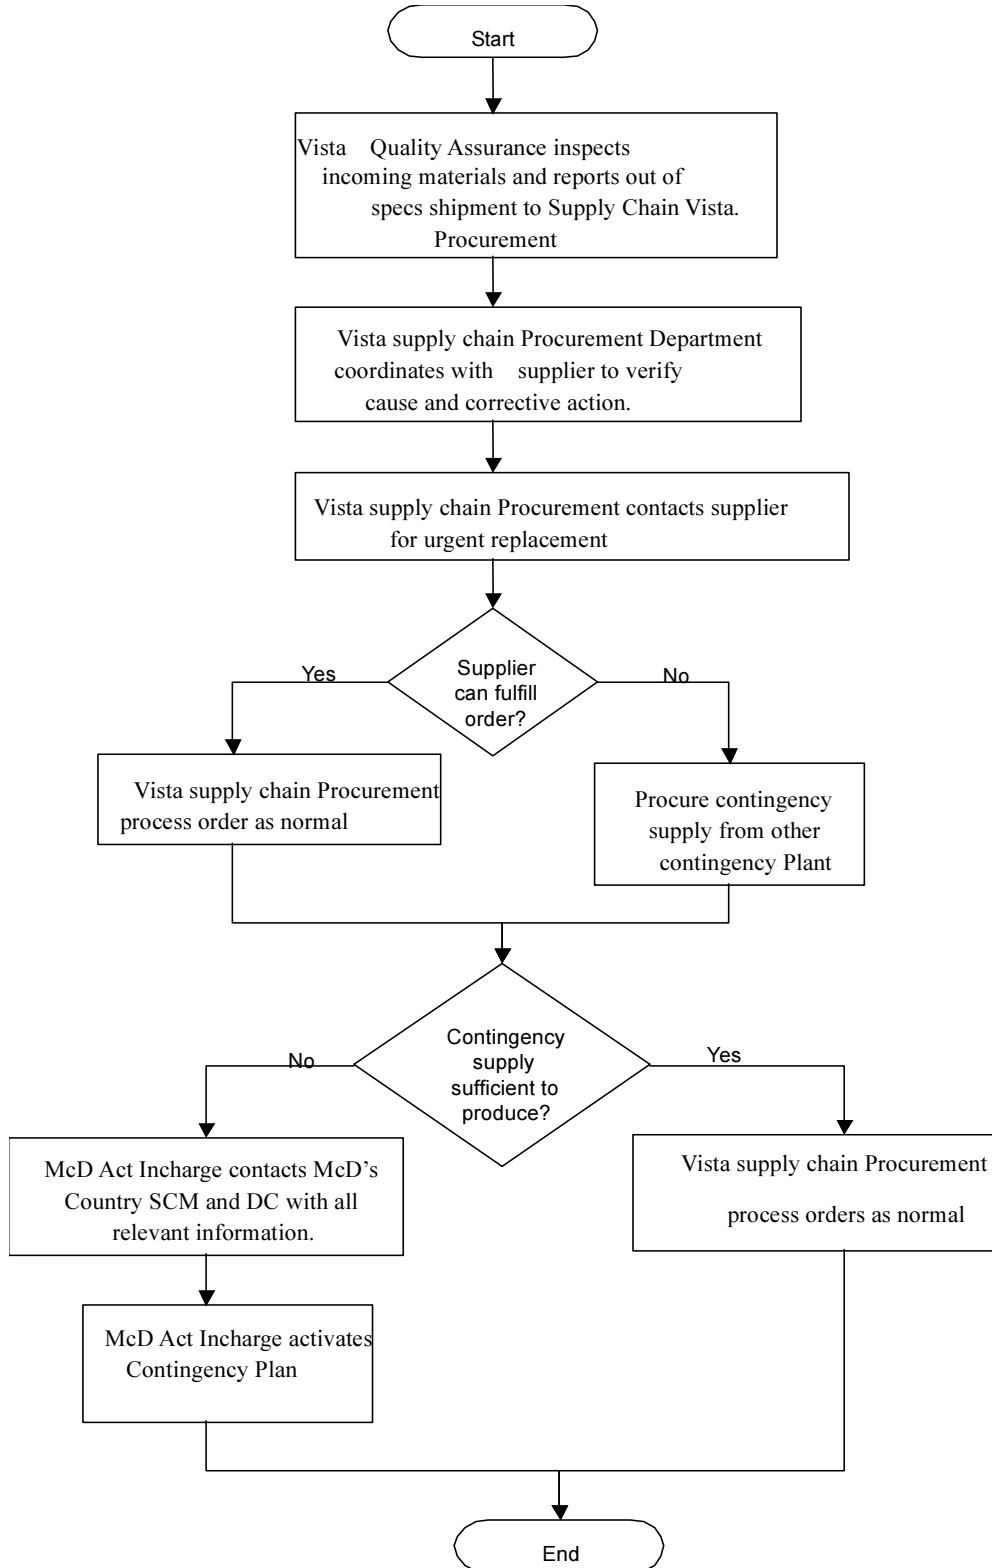 Start
Vista Quality Assurance inspects
incoming materials and reports out of
specs shipment to Supply Chain Vista.
Procurement
Vista supply chain Procurement Department
coordinates with supplier to verify
cause and corrective action.
Vista supply chain Procurement contacts supplier
for urgent replacement
Supplier
can fulfill
order?
Yes
No
Vista supply chain Procurement
process order as normal
Procure contingency
supply from other
contingency Plant
Contingency
supply
sufficient to
produce?
No
Yes
McD Act Incharge contacts McD’s
Country SCM and DC with all
relevant information.
Vista supply chain Procurement
process orders as normal
McD Act Incharge activates
Contingency Plan
End